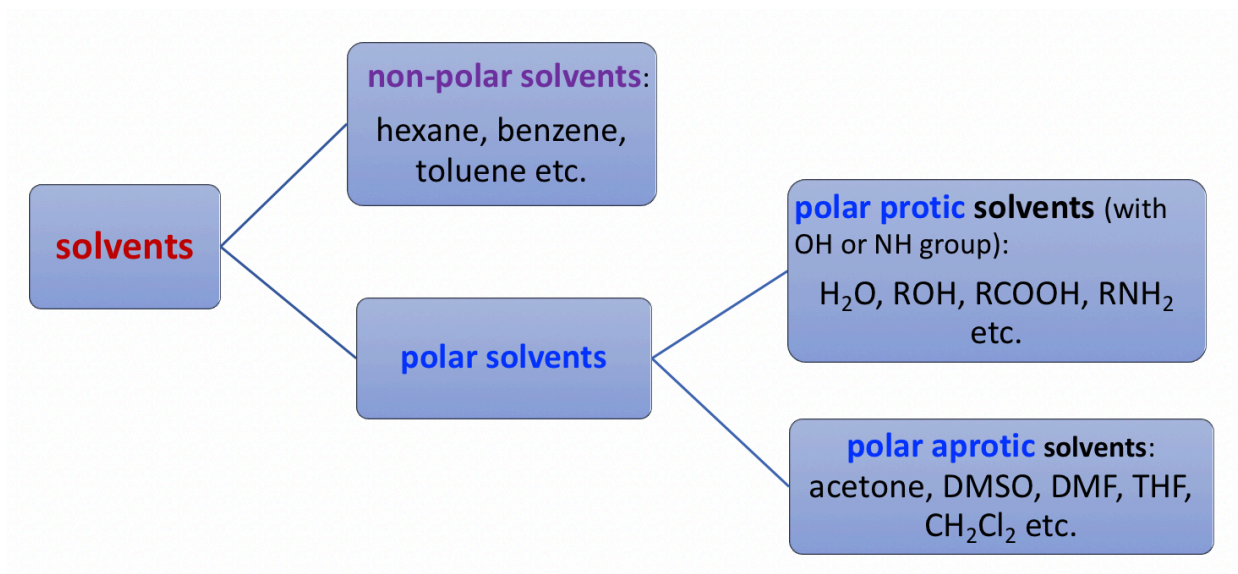 solvents
non-polar solvents:
hexane, benzene,
toluene etc.
polar solvents
polar protic solvents (with
OH or NH group):
H₂O, ROH, RCOOH, RNH₂
etc.
polar aprotic solvents:
acetone, DMSO, DMF, THF,
CH₂Cl₂ etc.